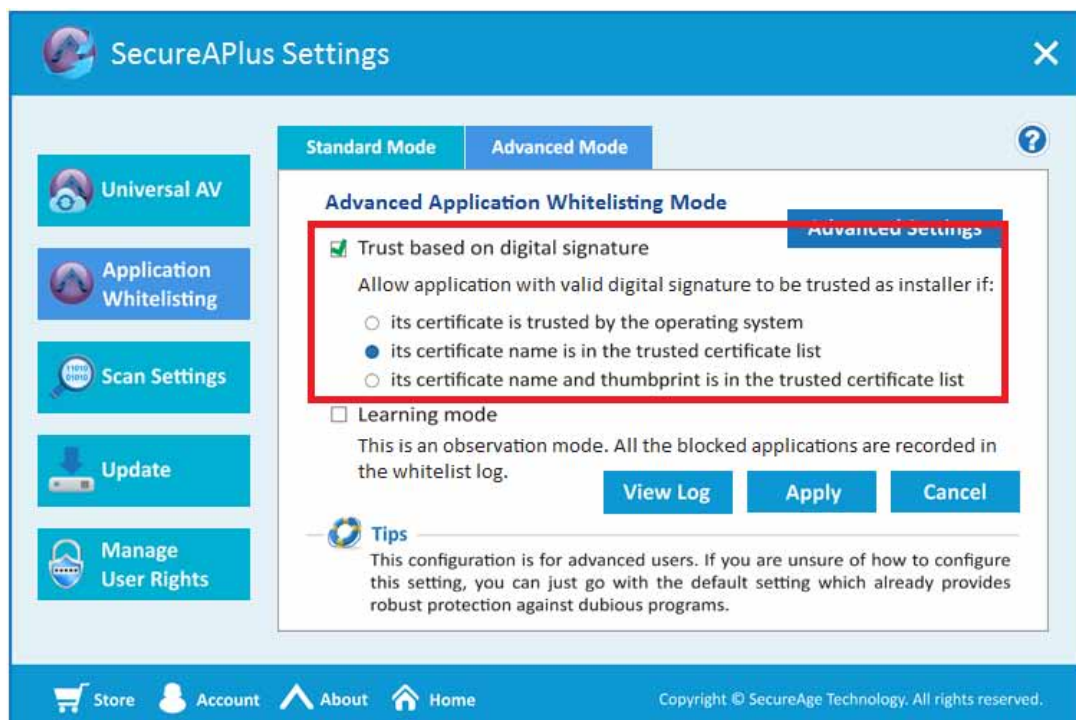 SecureAPlus Settings
Universal AV
Application
Whitelisting
Scan Settings
Update
Manage
User Rights
Standard Mode
Advanced Mode
Advanced Application Whitelisting Mode
Advanced Settings
Trust based on digital signature
Allow application with valid digital signature to be trusted as installer if:
its certificate is trusted by the operating system
its certificate name is in the trusted certificate list
its certificate name and thumbprint is in the trusted certificate list
Learning mode
This is an observation mode. All the blocked applications are recorded in
the whitelist log.
View Log
Apply
Cancel
Tips
This configuration is for advanced users. If you are unsure of how to configure
this setting, you can just go with the default setting which already provides
robust protection against dubious programs.
Store
Account
About
Home
Copyright © SecureAge Technology. All rights reserved.